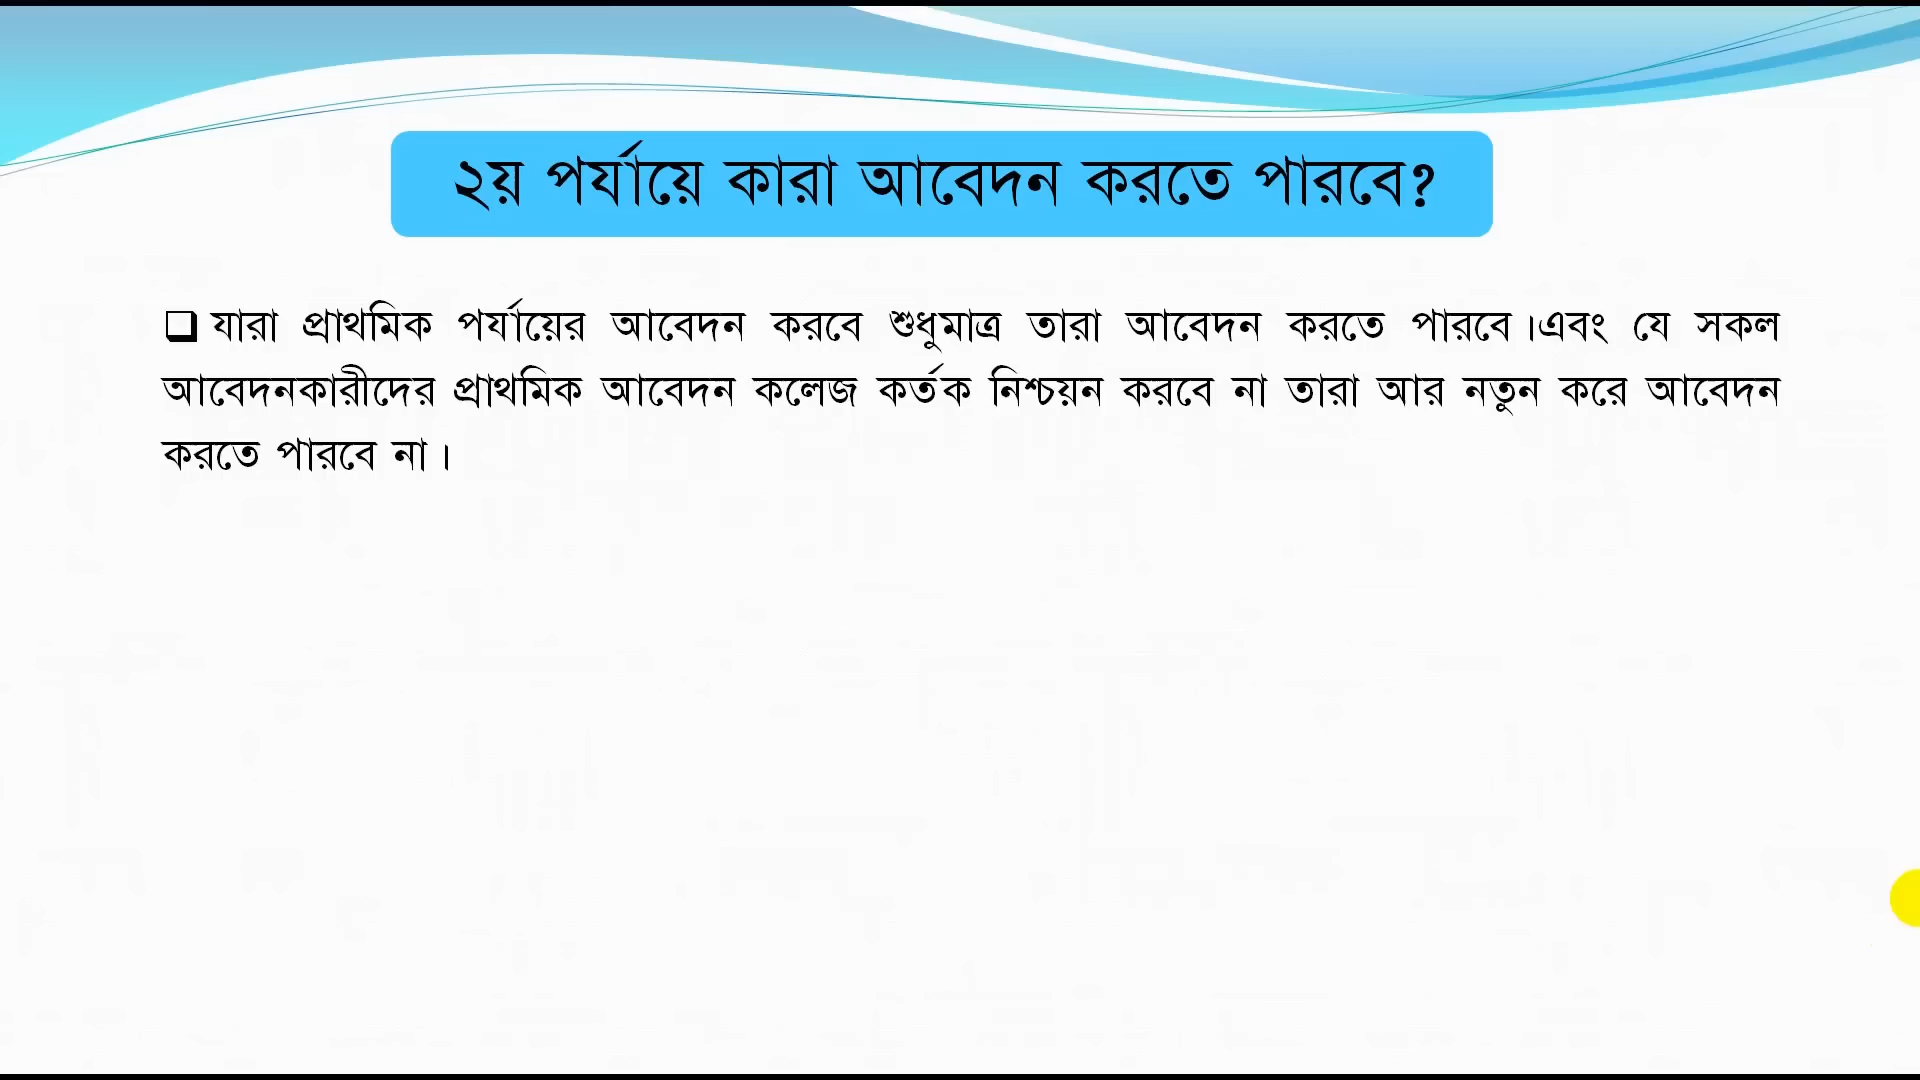 ২য় পর্যায়ে কারা আবেদন করতে পারবে?
যারা প্রাথমিক পর্যায়ের আবেদন করবে শুধুমাত্র তারা আবেদন করতে পারবে।এবং যে সকল
আবেদনকারীদের প্রাথমিক আবেদন কলেজ কর্তক নিশ্চয়ন করবে না তারা আর নতুন করে আবেদন
করতে পারবে না।